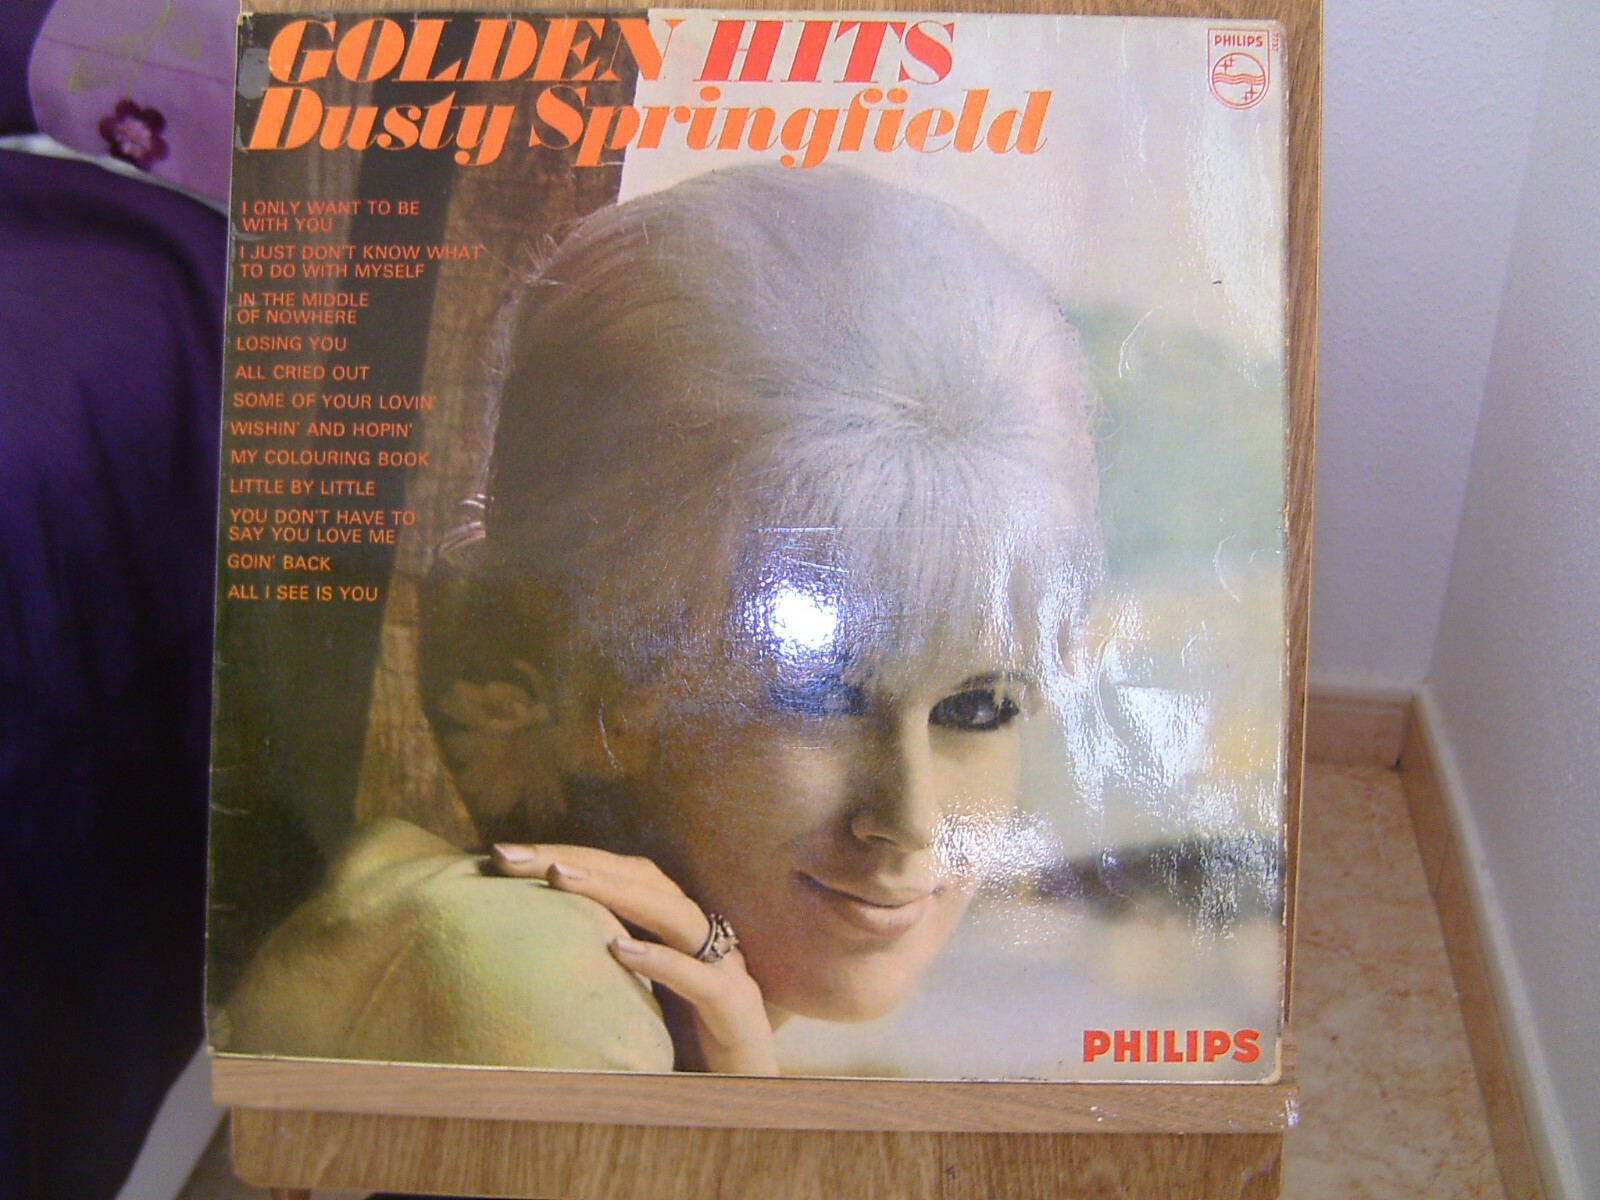 GOLDEN HITS
Dusty Springfield
PHILIPS
I ONLY WANT TO BE
WITH YOU
I JUST DON'T KNOW WHAT
TO DO WITH MYSELF
IN THE MIDDLE
OF NOWHERE
LOSING YOU
ALL CRIED OUT
SOME OF YOUR LOVIN'
WISHIN' AND HOPIN'
MY COLOURING BOOK
LITTLE BY LITTLE
YOU DON'T HAVE TO
SAY YOU LOVE ME
GOIN' BACK
ALL I SEE IS YOU
PHILIPS